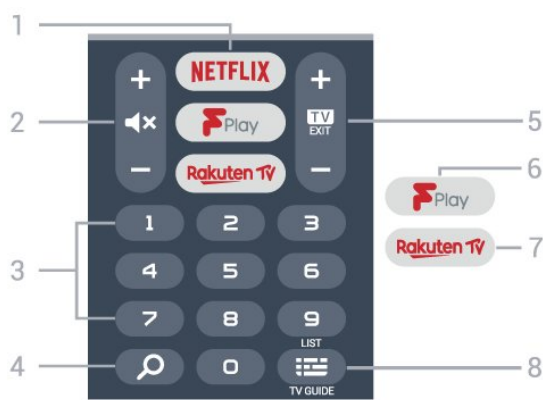 1
+ NETFLIX +
2 Play TV EXIT 5
− Rakuten TV −
6
Play
1 2 3
Rakuten TV 7
3 4 5 6
7 8 9
LIST
4 0 8
TV GUIDE